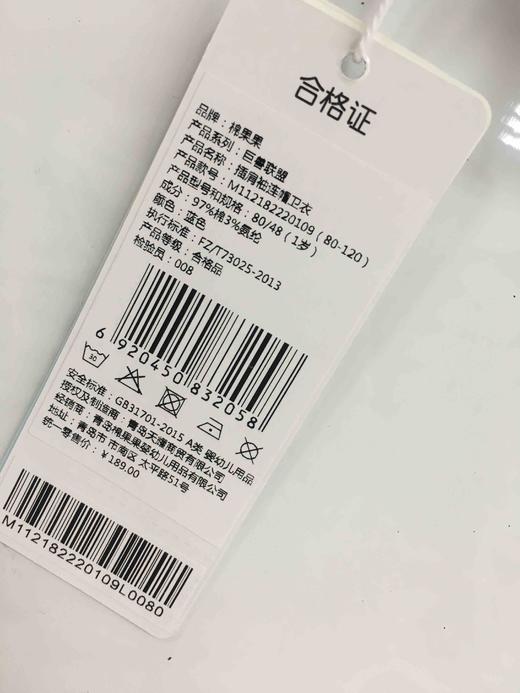 合格证
品牌：棉果果
产品系列：巨兽联盟
产品名称：插肩袖连帽卫衣
产品款号：M112182220109（80-120）
产品型号和规格：80/48（1岁）
成分：97%棉3%氨纶
颜色：蓝色
执行标准：FZ/T73025-2013
产品等级：合格品
检验员：008
6 920450 832058
30
安全标准：GB31701-2015 A类 婴幼儿用品
授权及制造商：青岛天耀商贸有限公司
经销商：青岛棉果果婴幼儿用品有限公司
地址：青岛市 市南区 太平路51号
统一零售价：￥189.00
M112182220109L0080